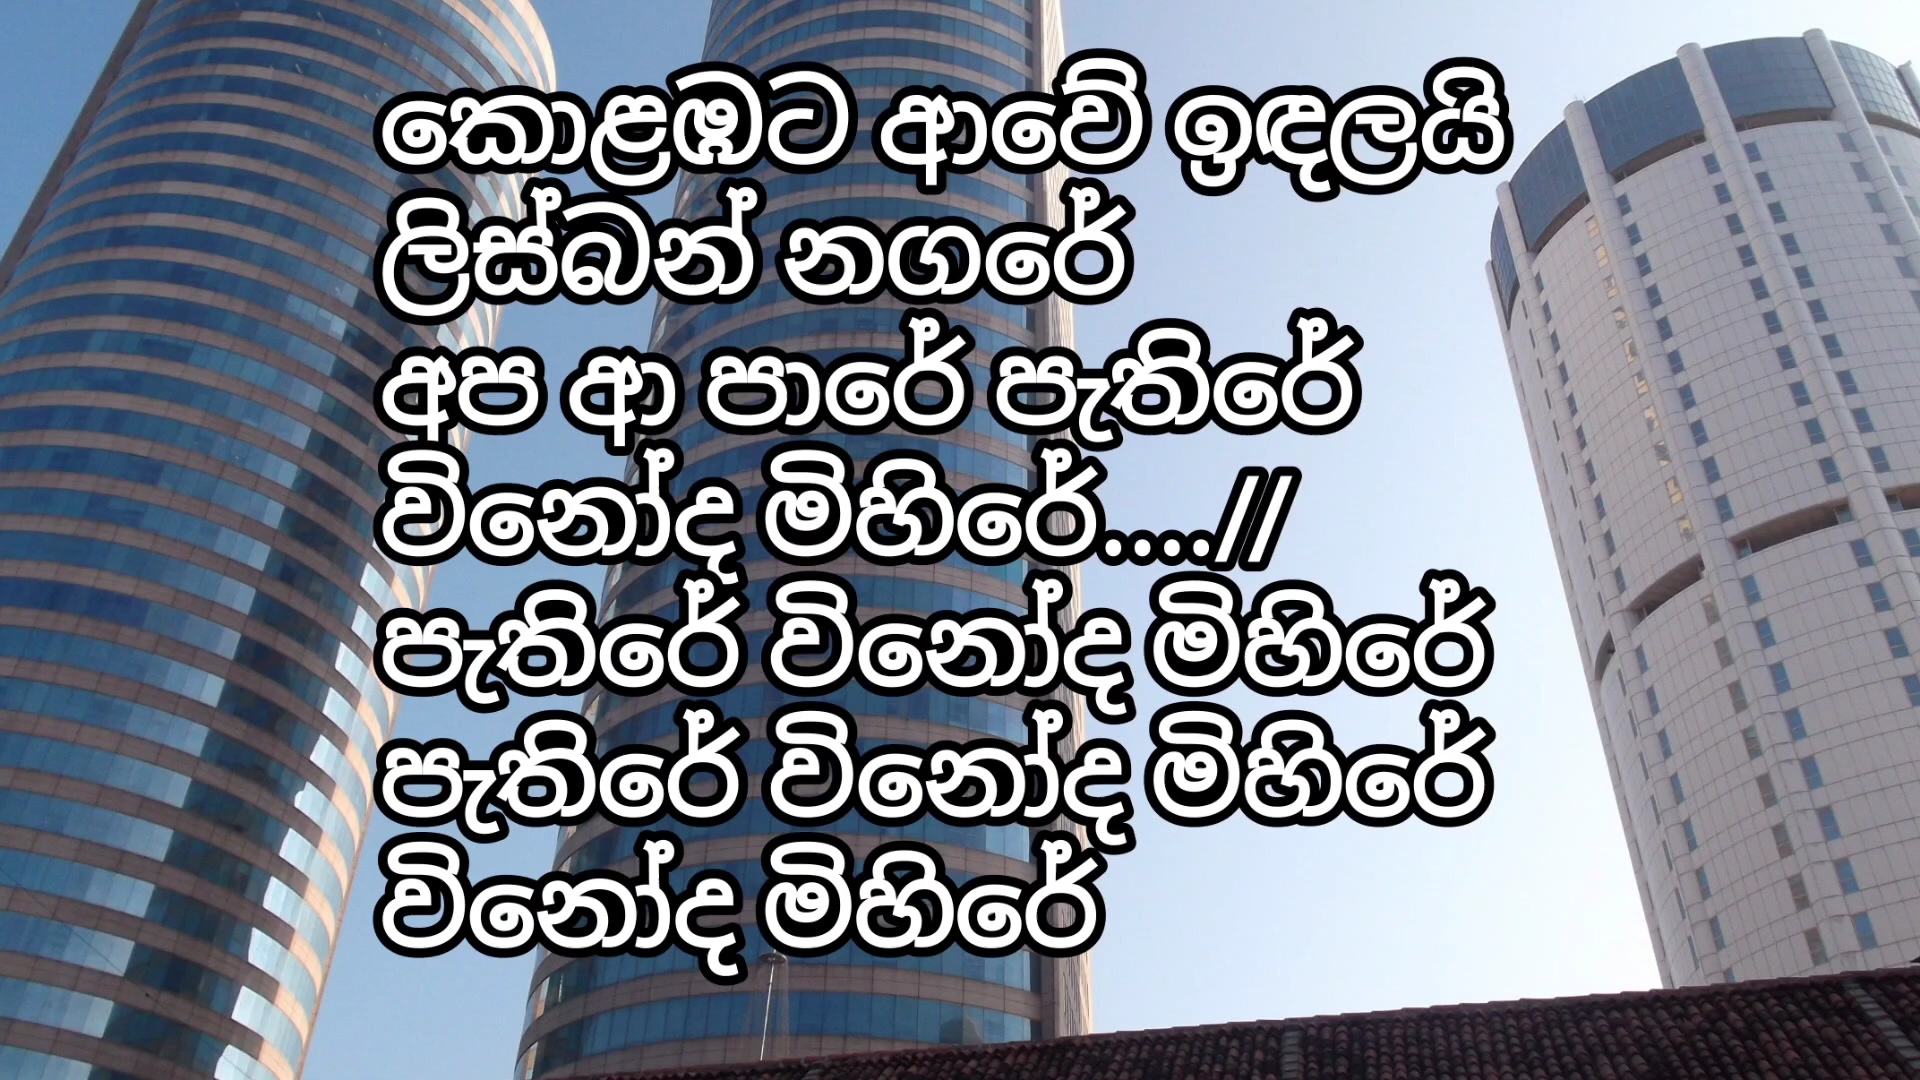 කොළඹට ආවේ ඉඳලයි
ලිස්බන් නගරේ
අප ආ පාරේ පැතිරේ
විනෝද මිහිරේ....//
පැතිරේ විනෝද මිහිරේ
පැතිරේ විනෝද මිහිරේ
විනෝද මිහිරේ